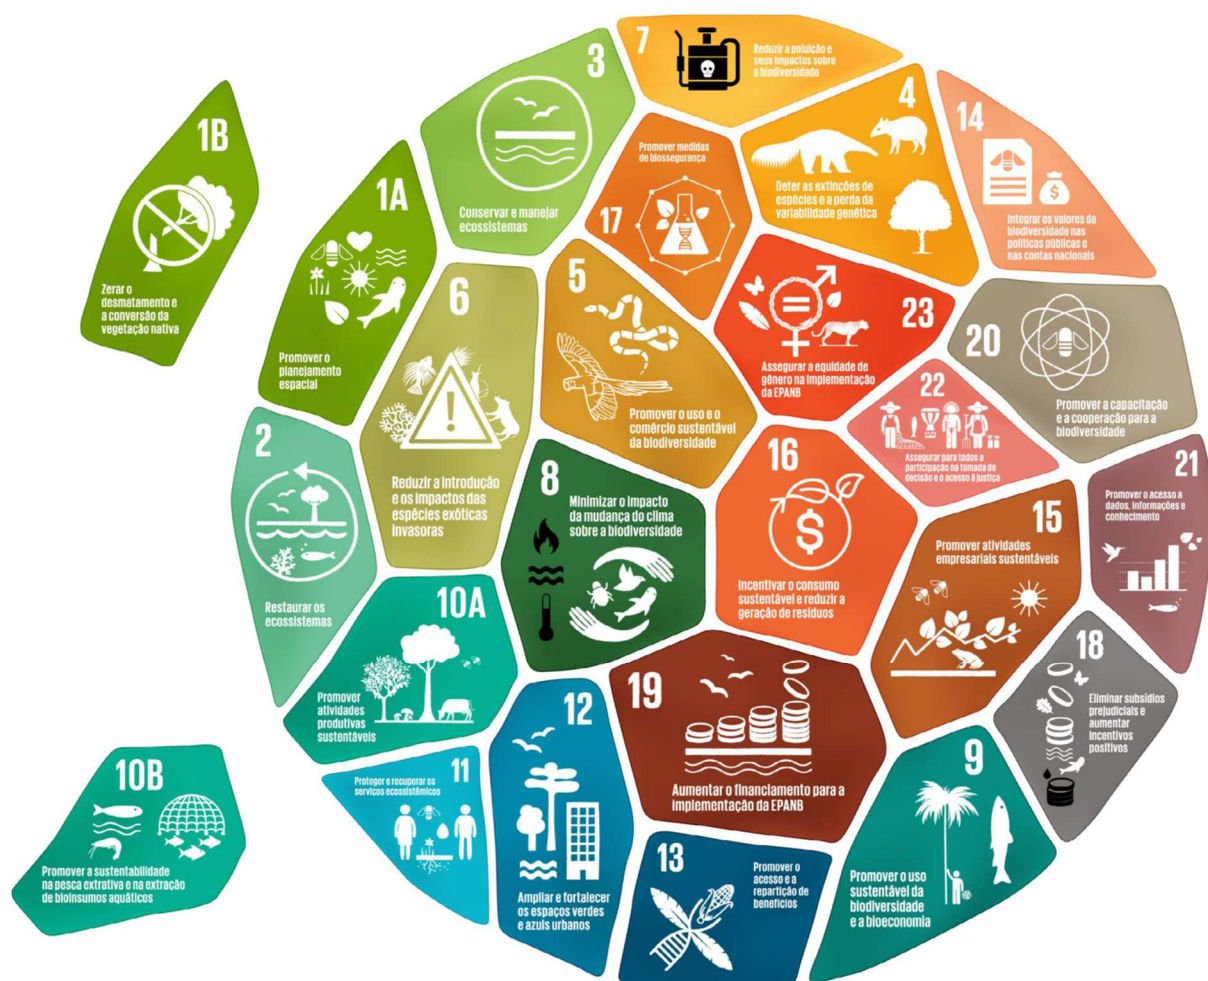 1B
Zerar o
desmatamento e
a conversão da
vegetação nativa
1A
Promover o
planejamento
espacial
3
Conservar e manejar
ecossistemas
7
Reduzir a poluição e
seus impactos sobre
a biodiversidade
4
Deter as extinções de
espécies e a perda da
variabilidade genética
14
Integrar os valores da
biodiversidade nas
políticas públicas e
nas contas nacionais
Promover medidas
de biossegurança
17
6
Reduzir a introdução
e os impactos das
espécies exóticas
invasoras
5
Promover o uso e o
comércio sustentável
da biodiversidade
23
Assegurar a equidade de
gênero na implementação
da EPANB
20
Promover a capacitação
e a cooperação para a
biodiversidade
22
Assegurar para todos a
participação na tomada de
decisão e o acesso à justiça
2
Restaurar os
ecossistemas
8
Minimizar o impacto
da mudança do clima
sobre a biodiversidade
16
$
Incentivar o consumo
sustentável e reduzir a
geração de resíduos
15
Promover atividades
empresariais sustentáveis
21
Promover o acesso a
dados, informações e
conhecimento
10A
Promover
atividades
produtivas
sustentáveis
18
Eliminar subsídios
prejudiciais e
aumentar
incentivos
positivos
19
Aumentar o financiamento para a
implementação da EPANB
12
Ampliar e fortalecer
os espaços verdes
e azuis urbanos
11
Proteger e recuperar os
serviços ecossistêmicos
9
Promover o uso
sustentável da
biodiversidade
e a bioeconomia
13
Promover o
acesso e a
repartição de
benefícios
10B
Promover a sustentabilidade
na pesca extrativa e na extração
de bioinsumos aquáticos